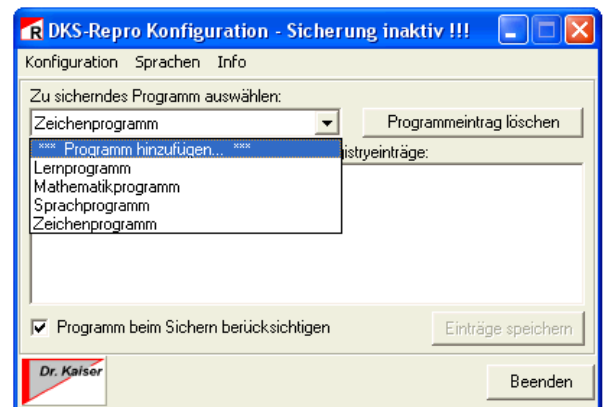 R DKS-Repro Konfiguration - Sicherung inaktiv !!!
Konfiguration Sprachen Info
Zu sicherndes Programm auswählen:
Zeichenprogramm Programmeintrag löschen
*** Programm hinzufügen... *** istryeinträge:
Lernprogramm
Mathematikprogramm
Sprachprogramm
Zeichenprogramm
Programm beim Sichern berücksichtigen Einträge speichern
Dr. Kaiser Beenden